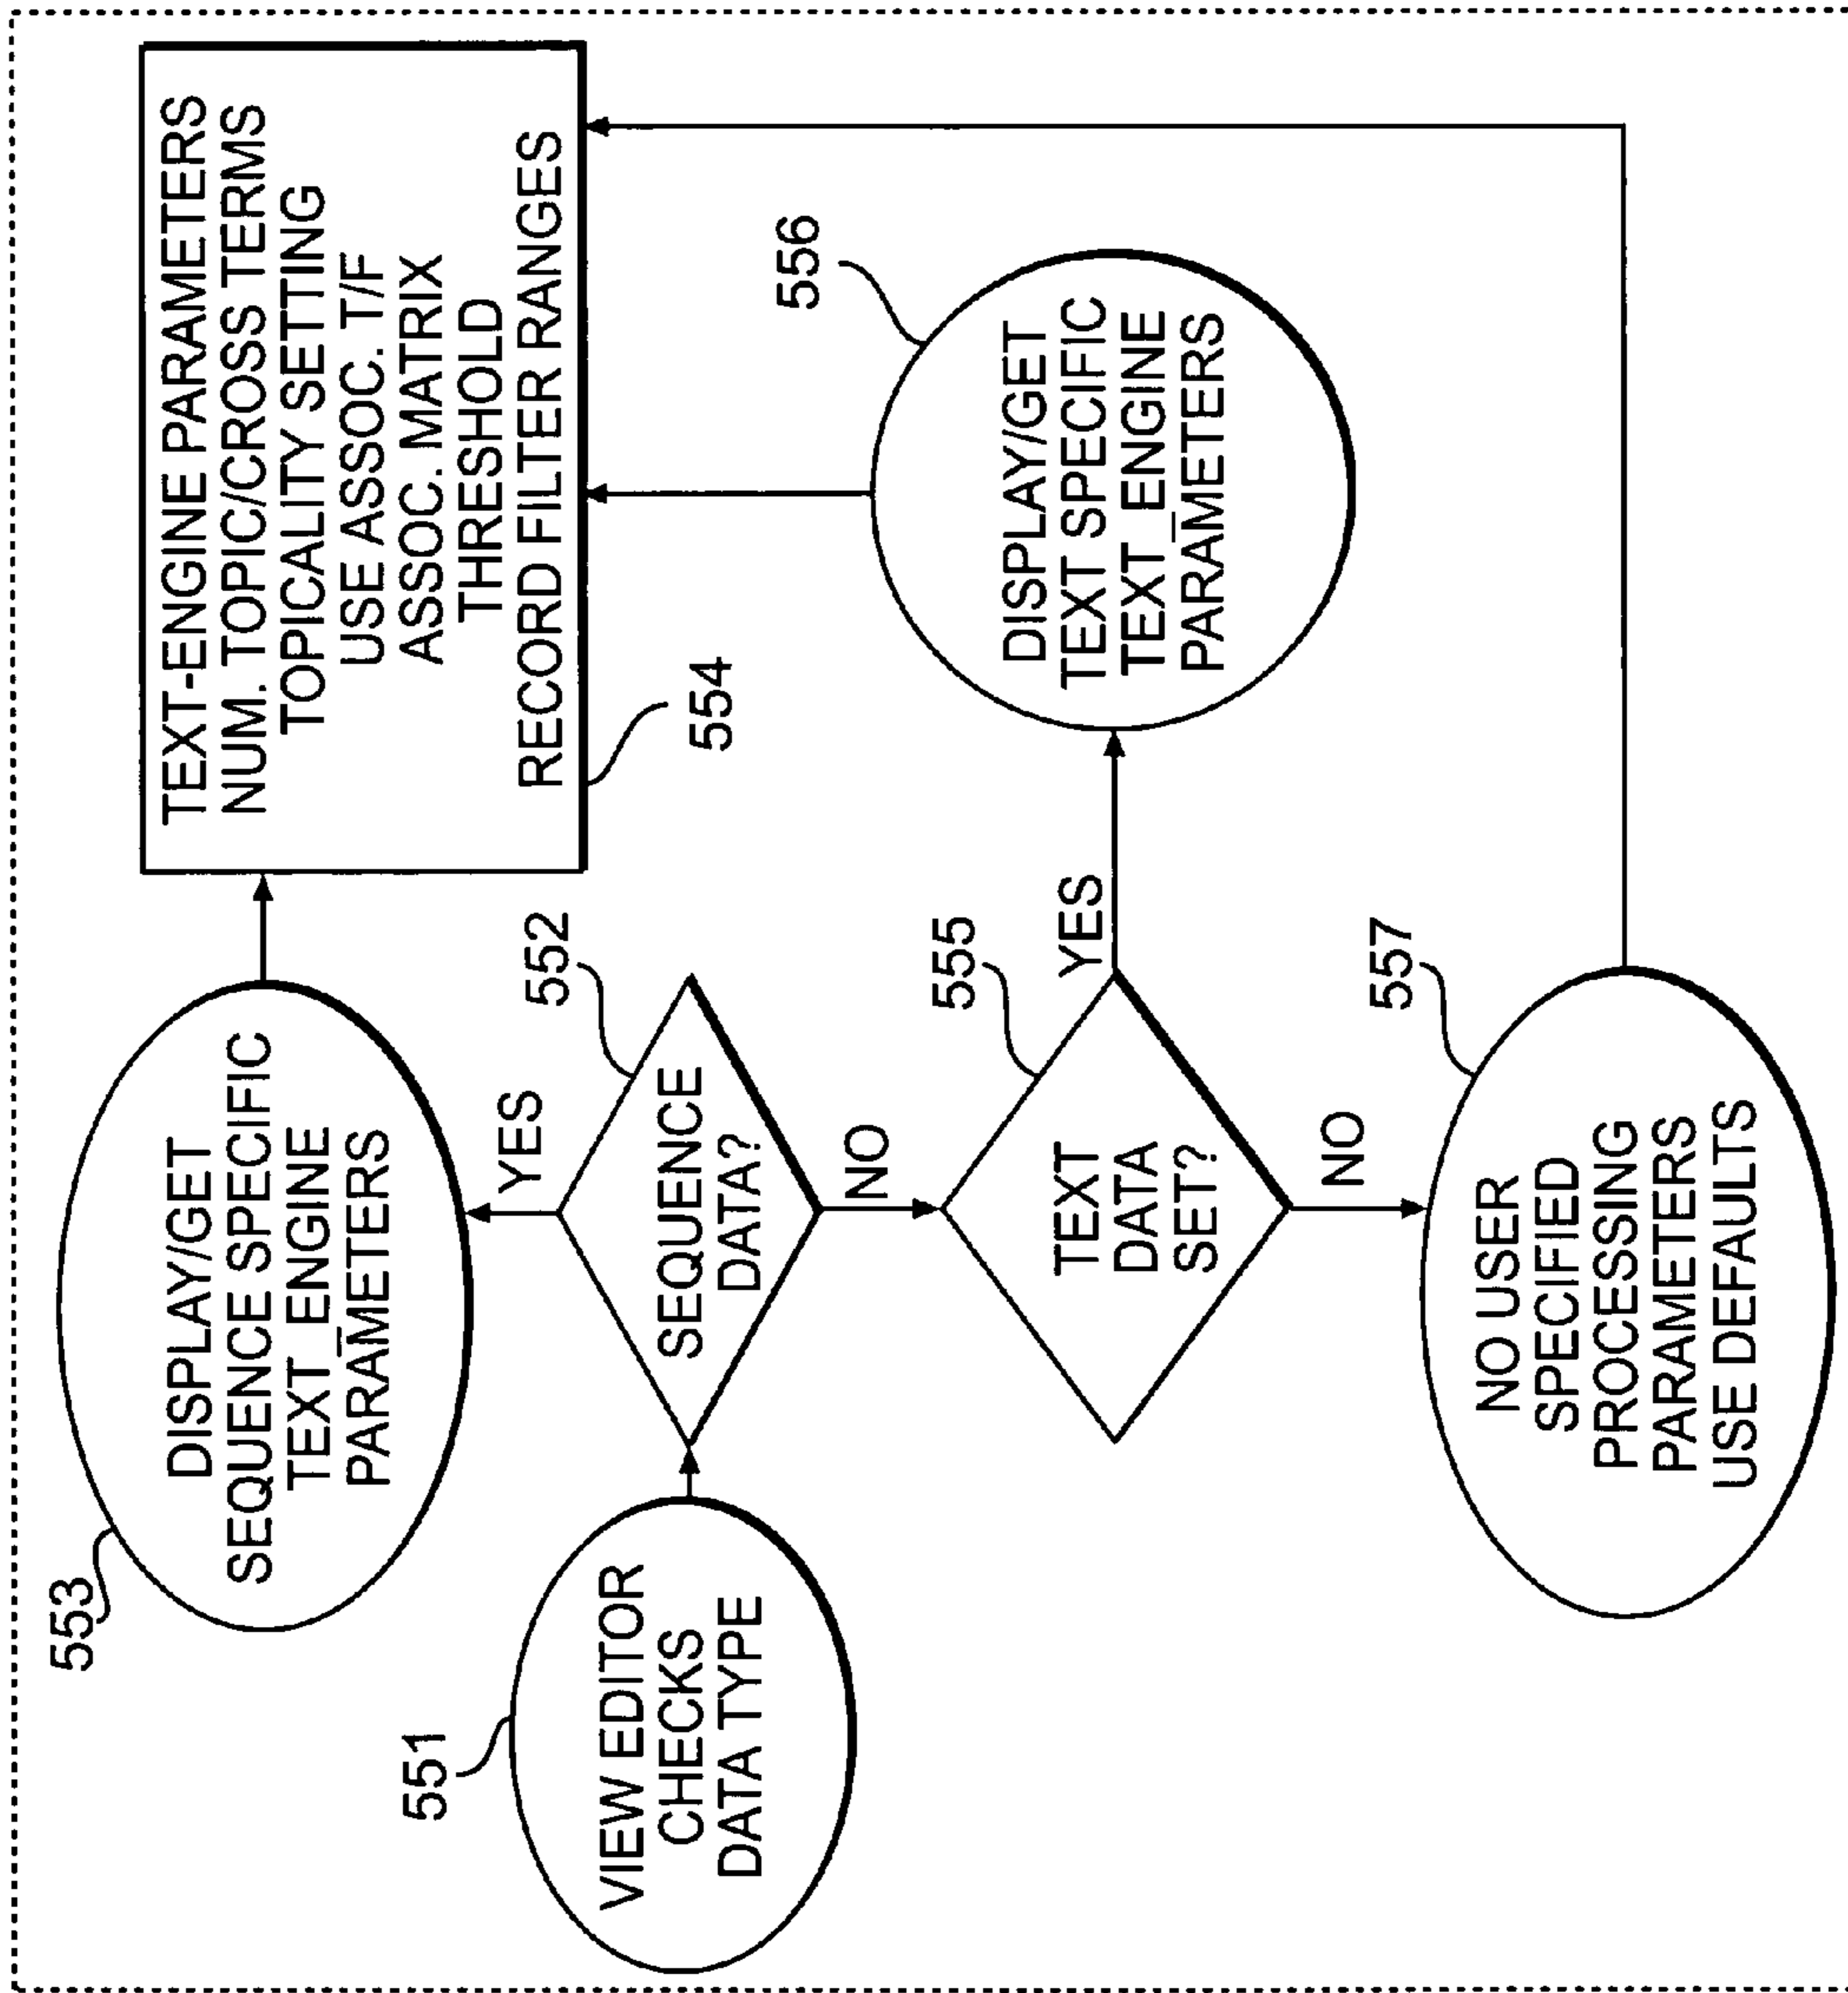 553
DISPLAY/GET
SEQUENCE SPECIFIC
TEXT_ENGINE
PARAMETERS
TEXT-ENGINE PARAMETERS
NUM. TOPIC/CROSS TERMS
TOPICALITY SETTING
USE ASSOC. T/F
ASSOC. MATRIX
THRESHOLD
RECORD FILTER RANGES
554
551
VIEW EDITOR
CHECKS
DATA TYPE
YES
552
SEQUENCE
DATA?
NO
555
TEXT
DATA
SET?
YES
556
DISPLAY/GET
TEXT SPECIFIC
TEXT_ENGINE
PARAMETERS
NO
557
NO USER
SPECIFIED
PROCESSING
PARAMETERS
USE DEFAULTS